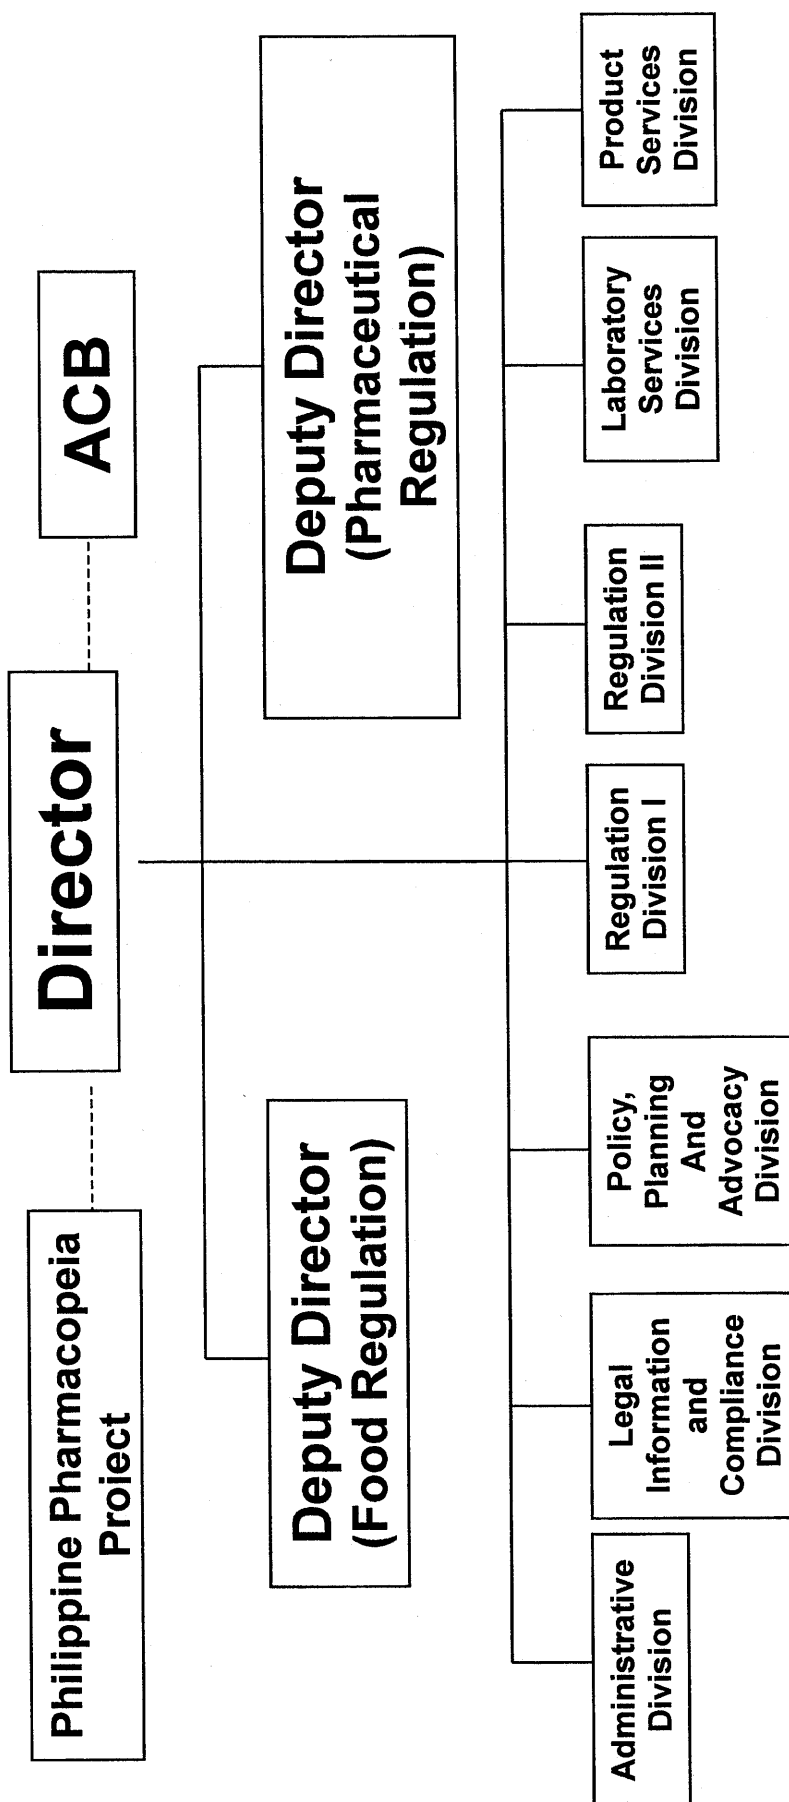 Director
Philippine Pharmacopeia
Project
ACB
Deputy Director
(Food Regulation)
Deputy Director
(Pharmaceutical
Regulation)
Administrative
Division
Legal
Information
and
Compliance
Division
Policy,
Planning
And
Advocacy
Division
Regulation
Division I
Regulation
Division II
Laboratory
Services
Division
Product
Services
Division